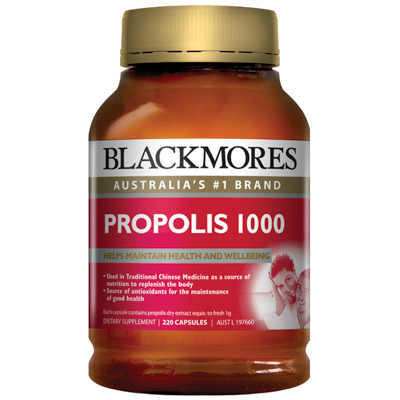 BLACKMORES
AUSTRALIA'S #1 BRAND
PROPOLIS 1000
HELPS MAINTAIN HEALTH AND WELLBEING
• Used in Traditional Chinese Medicine as a source of
nutrition to replenish the body
• Source of antioxidants for the maintenance
of good health
Each capsule contains propolis dry extract equiv. to fresh 1g
DIETARY SUPPLEMENT | 220 CAPSULES | AUST L 197660